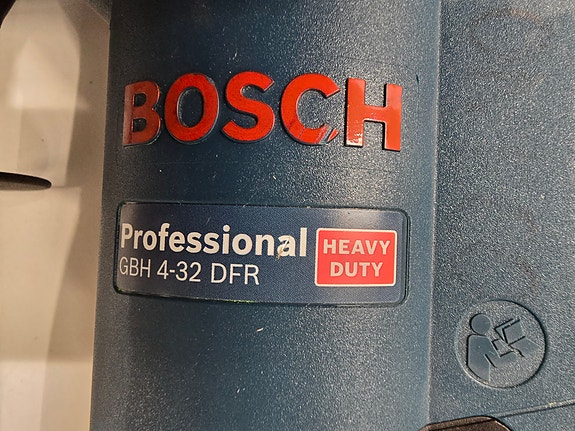 BOSCH
Professional
HEAVY
GBH 4-32 DFR
DUTY